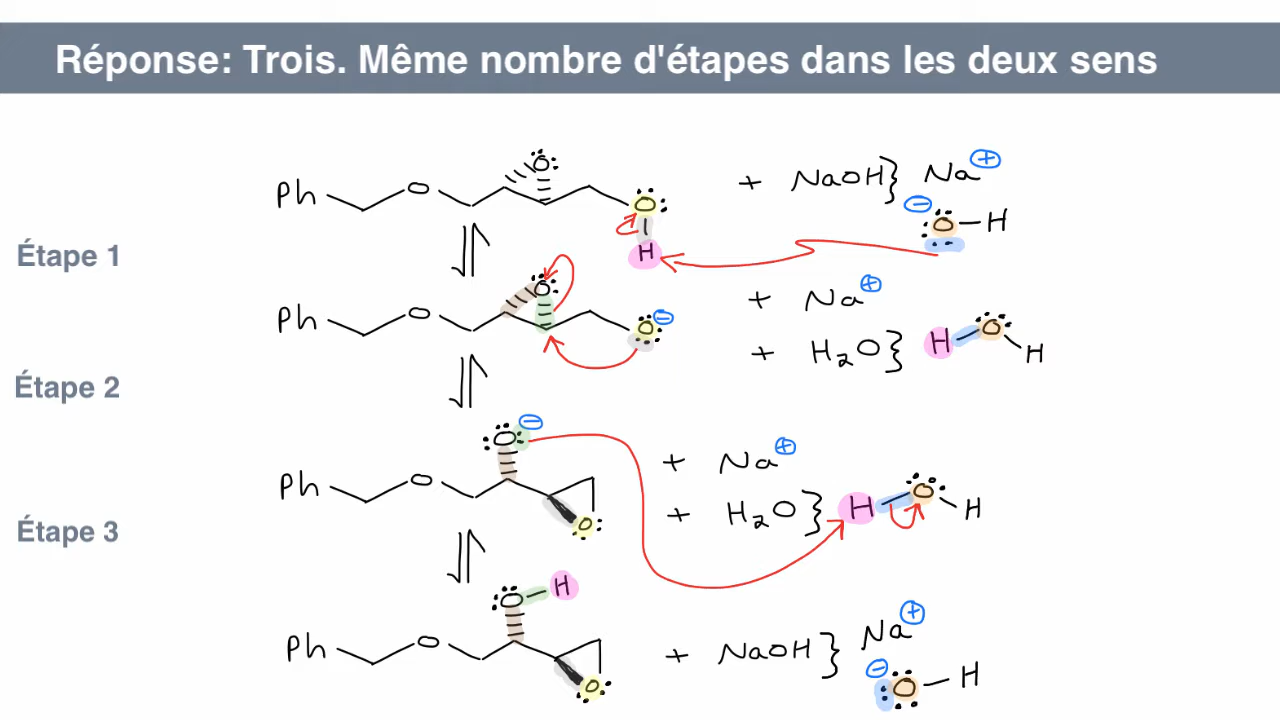 Réponse: Trois. Même nombre d'étapes dans les deux sens
O
Ph O O + NaOH} Na⊕
⊖ O H
Étape 1
H
O
Ph O O⊖ + Na⊕
+ H₂O} H O H
Étape 2
O⊖
Ph O + Na⊕
O + H₂O} H O H
Étape 3
O H
Ph O + NaOH} Na⊕
O ⊖ O H